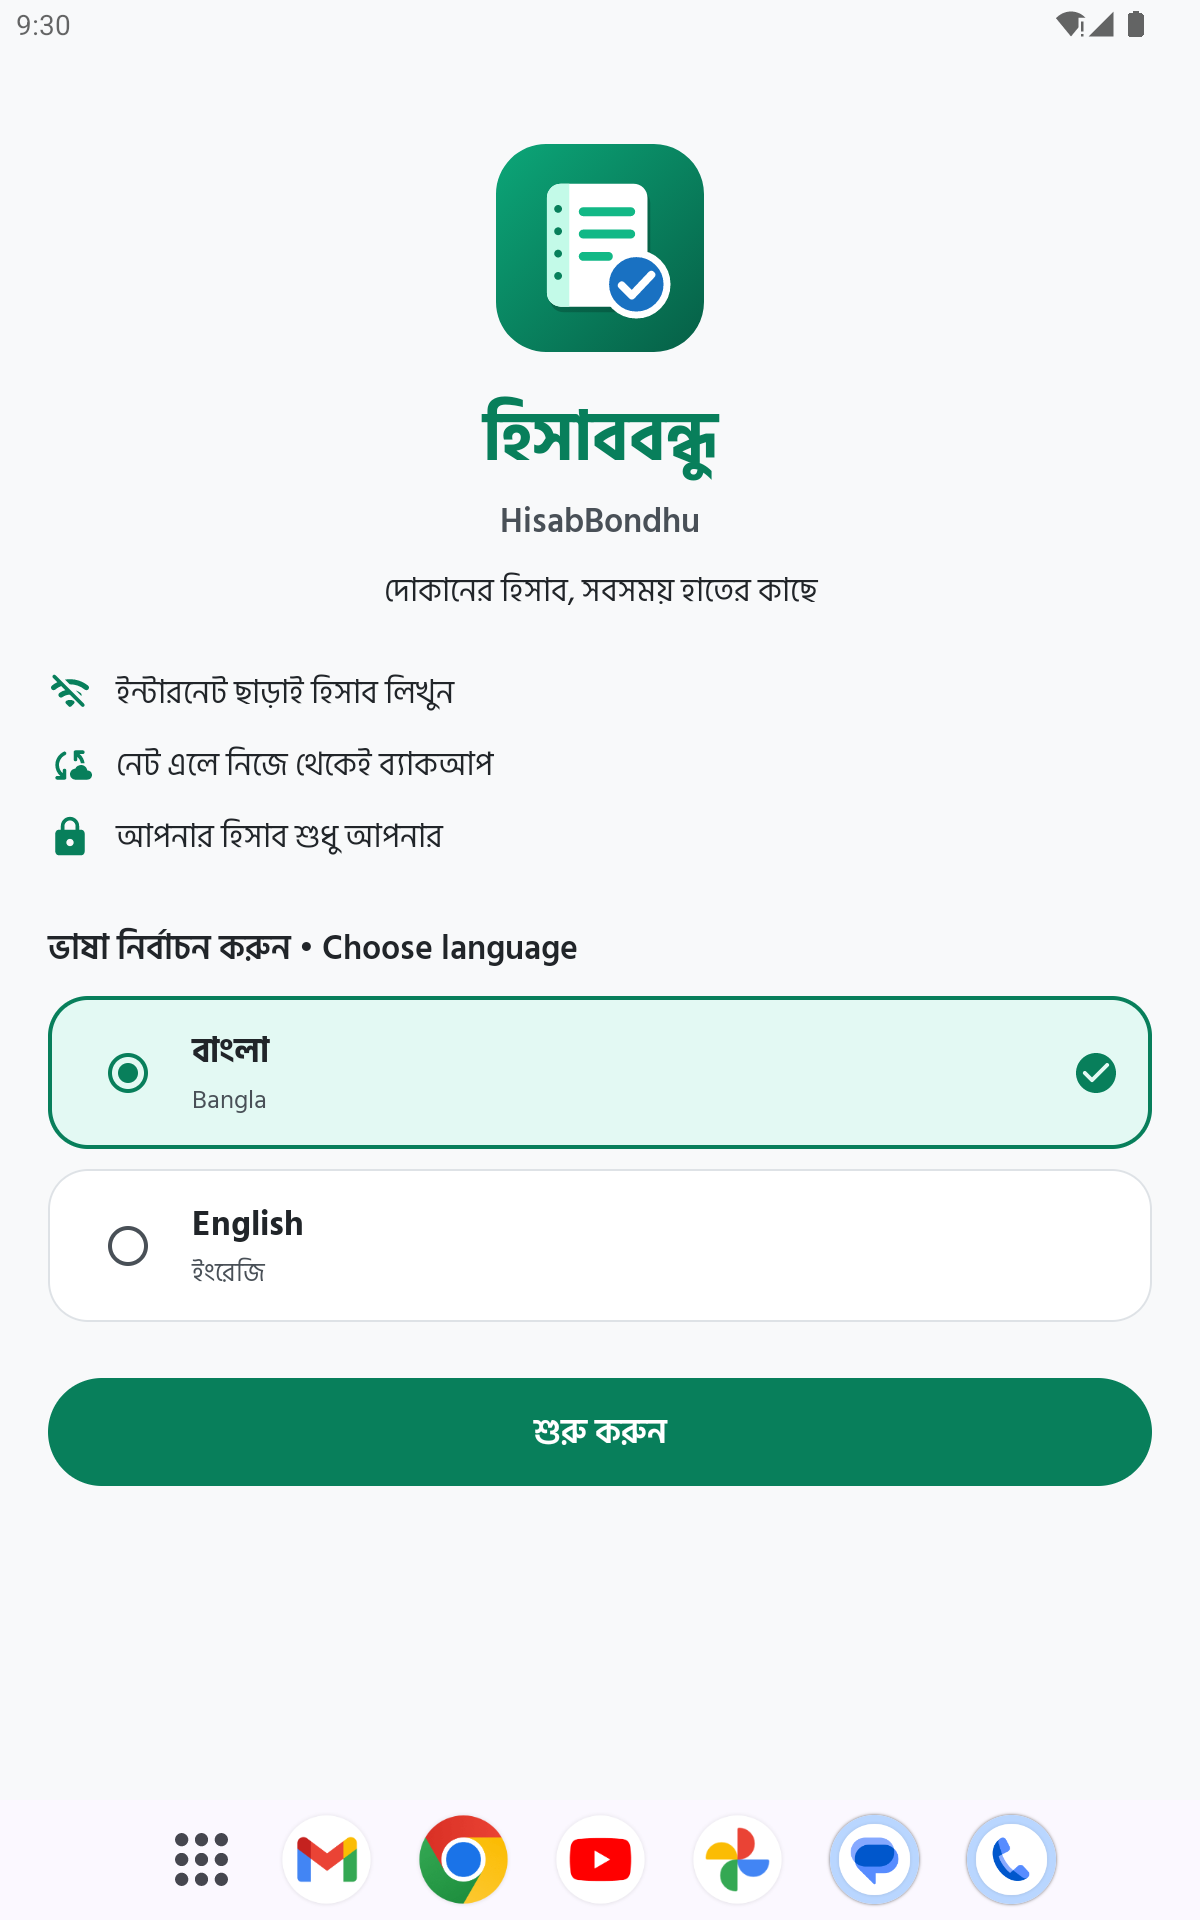 9:30
হিসাববন্ধু
HisabBondhu
দোকানের হিসাব, সবসময় হাতের কাছে
ইন্টারনেট ছাড়াই হিসাব লিখুন
নেট এলে নিজে থেকেই ব্যাকআপ
আপনার হিসাব শুধু আপনার
ভাষা নির্বাচন করুন • Choose language
বাংলা
Bangla
English
ইংরেজি
শুরু করুন